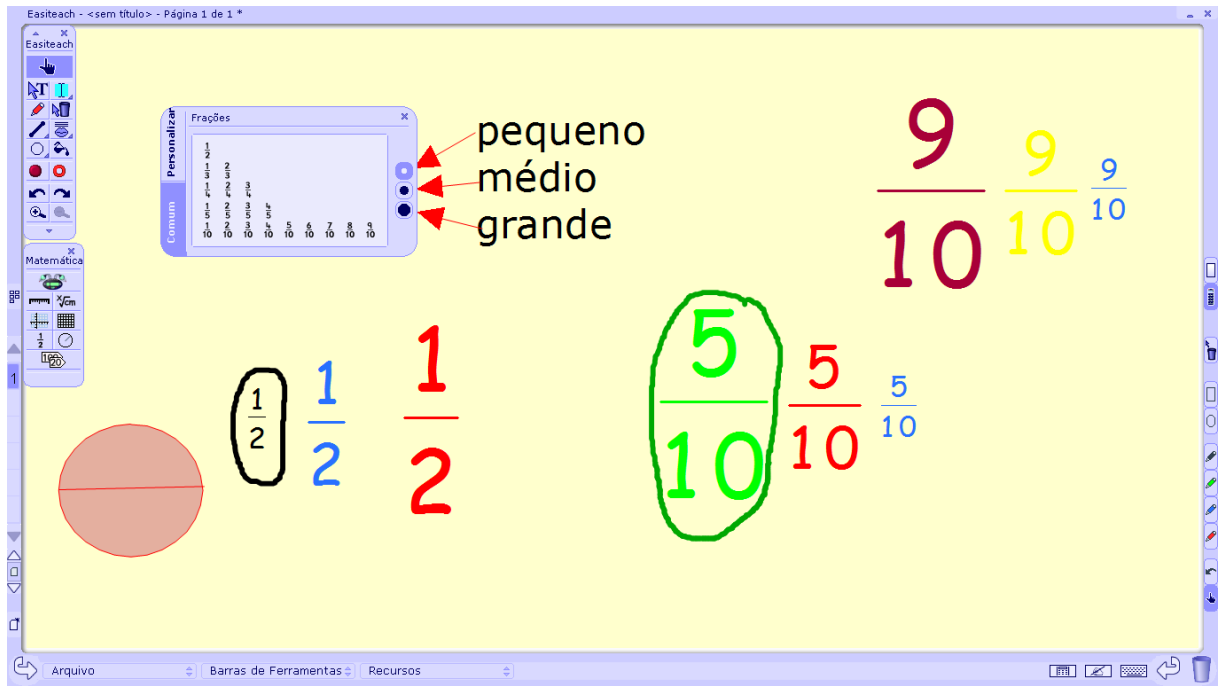 Easiteach - <sem título> - Página 1 de 1 *
Easiteach
T
Personalizar
Comum
Frações
1/2
1/3 2/3
1/4 2/4 3/4
1/5 2/5 3/5 4/5
1/10 2/10 3/10 4/10 5/10 6/10 7/10 8/10 9/10
pequeno
médio
grande
9/10 9/10 9/10
Matemática
x√cm
1/2
1
1/2 1/2 1/2
5/10 5/10 5/10
Arquivo
Barras de Ferramentas
Recursos